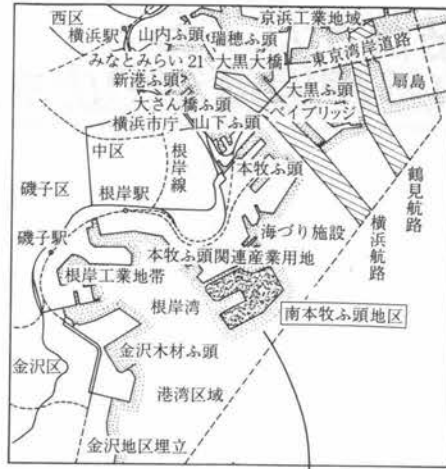 西区
京浜工業地域
横浜駅
山内ふ頭
瑞穂ふ頭
東京湾岸道路
みなとみらい 21
大黒大橋
扇島
新港ふ頭
大黒ふ頭
大さん橋ふ頭
ベイブリッジ
横浜市庁
山下ふ頭
中区
根岸線
本牧ふ頭
鶴見航路
磯子区
根岸駅
横浜航路
磯子駅
海づり施設
本牧ふ頭関連産業用地
根岸工業地帯
根岸湾
南本牧ふ頭地区
金沢木材ふ頭
金沢区
港湾区域
金沢地区埋立